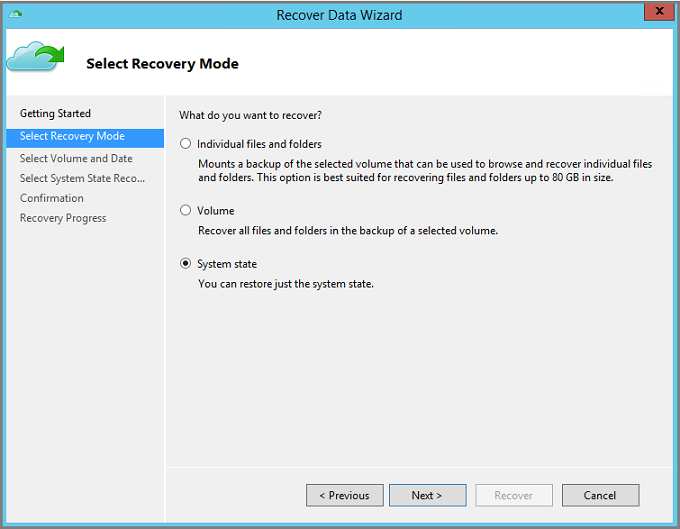 Recover Data Wizard
x
Select Recovery Mode
Getting Started
Select Recovery Mode
Select Volume and Date
Select System State Reco...
Confirmation
Recovery Progress
What do you want to recover?
Individual files and folders
Mounts a backup of the selected volume that can be used to browse and recover individual files
and folders. This option is best suited for recovering files and folders up to 80 GB in size.
Volume
Recover all files and folders in the backup of a selected volume.
System state
You can restore just the system state.
< Previous
Next >
Recover
Cancel